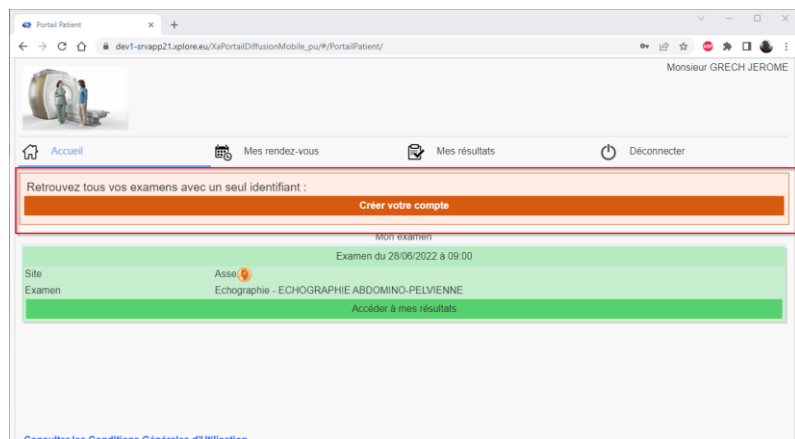 Portail Patient
dev1-srvapp21.xplore.eu/XaPortailDiffusionMobile_pu/#/PortailPatient/
Monsieur GRECH JEROME
Accueil Mes rendez-vous Mes résultats Déconnecter
Retrouvez tous vos examens avec un seul identifiant :
Créer votre compte
Mon examen
Examen du 28/06/2022 à 09:00
Site Asse
Examen Echographie - ECHOGRAPHIE ABDOMINO-PELVIENNE
Accéder à mes résultats
Consulter les Conditions Générales d'Utilisation